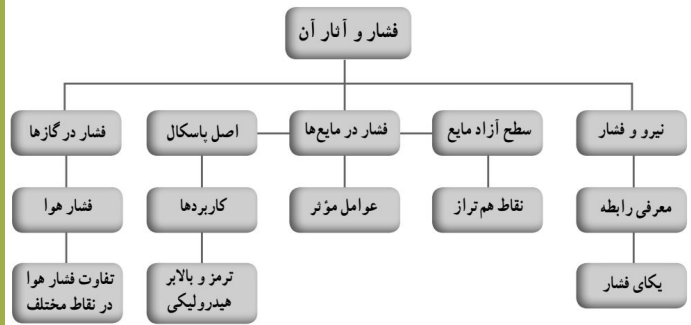 فشار و آثار آن
نیرو و فشار
سطح آزاد مایع
فشار در مایع‌ها
اصل پاسکال
فشار در گازها
معرفی رابطه
نقاط هم تراز
عوامل مؤثر
کاربردها
فشار هوا
یکای فشار
ترمز و بالابر
هیدرولیکی
تفاوت فشار هوا
در نقاط مختلف